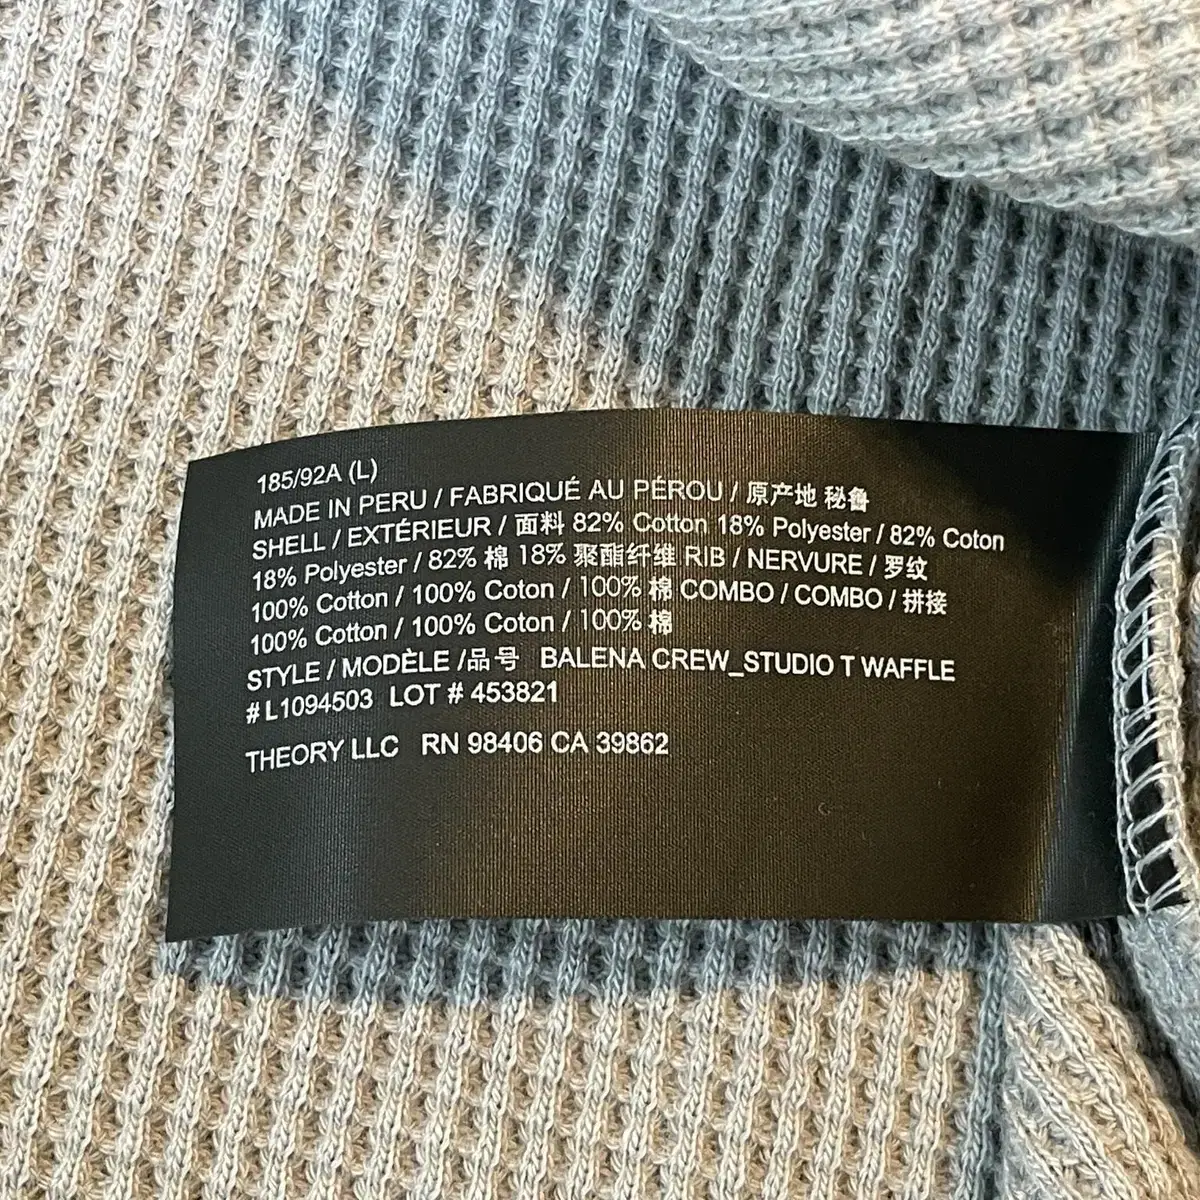 185/92A (L)
MADE IN PERU / FABRIQUÉ AU PÉROU / 原产地 秘鲁
SHELL / EXTÉRIEUR / 面料 82% Cotton 18% Polyester / 82% Coton
18% Polyester / 82% 棉 18% 聚酯纤维 RIB / NERVURE / 罗纹
100% Cotton / 100% Coton / 100% 棉 COMBO / COMBO / 拼接
100% Cotton / 100% Coton / 100% 棉
STYLE / MODÈLE /品号 BALENA CREW_STUDIO T WAFFLE
# L1094503 LOT # 453821
THEORY LLC RN 98406 CA 39862